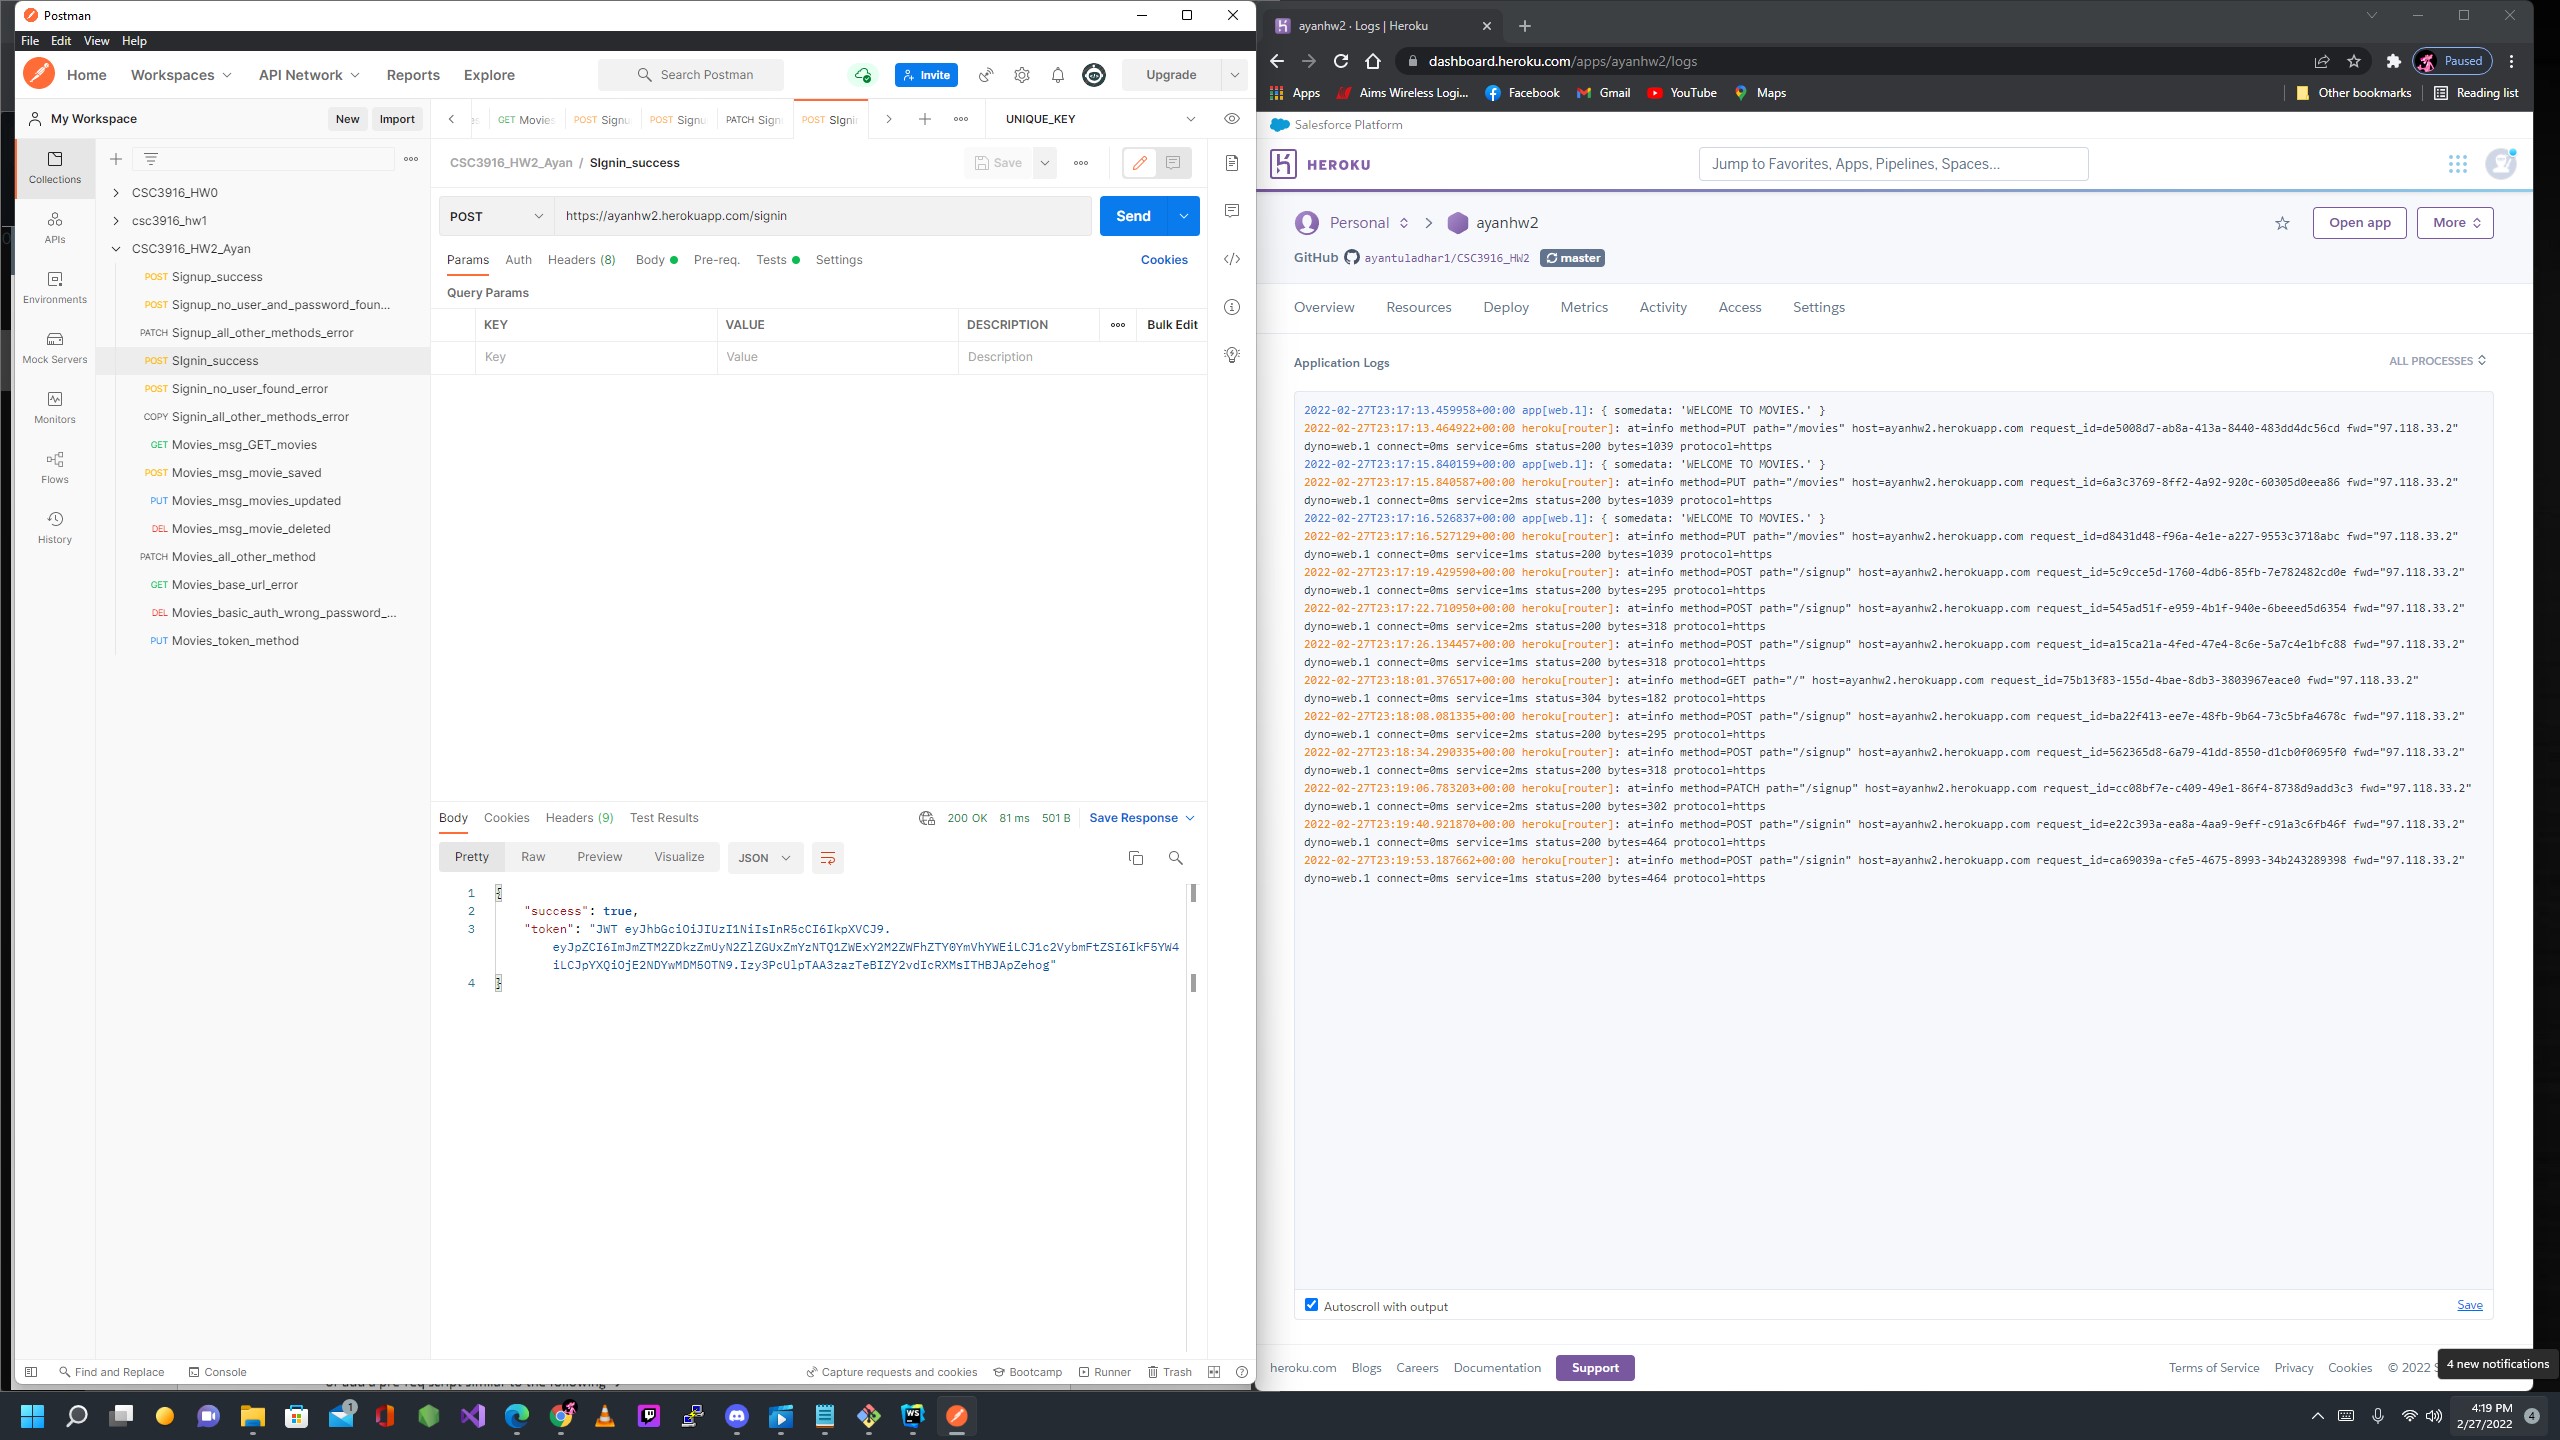 Postman
File Edit View Help
Home Workspaces API Network Reports Explore Search Postman Invite Upgrade
My Workspace New Import
GET Movies POST Signu POST Signu PATCH Sign POST SIgnin UNIQUE_KEY
Collections
APIs
Environments
Mock Servers
Monitors
Flows
History
CSC3916_HW0
csc3916_hw1
CSC3916_HW2_Ayan
POST Signup_success
POST Signup_no_user_and_password_foun...
PATCH Signup_all_other_methods_error
POST SIgnin_success
POST Signin_no_user_found_error
COPY Signin_all_other_methods_error
GET Movies_msg_GET_movies
POST Movies_msg_movie_saved
PUT Movies_msg_movies_updated
DEL Movies_msg_movie_deleted
PATCH Movies_all_other_method
GET Movies_base_url_error
DEL Movies_basic_auth_wrong_password_...
PUT Movies_token_method
CSC3916_HW2_Ayan / SIgnin_success Save
POST https://ayanhw2.herokuapp.com/signin Send
Params Auth Headers (8) Body Pre-req. Tests Settings Cookies
Query Params
KEY VALUE DESCRIPTION Bulk Edit
Key Value Description
Body Cookies Headers (9) Test Results 200 OK 81 ms 501 B Save Response
Pretty Raw Preview Visualize JSON
1 {
2 "success": true,
3 "token": "JWT eyJhbGciOiJIUzI1NiIsInR5cCI6IkpXVCJ9.
eyJpZCI6ImJmZTM2ZDkzZmUyN2ZlZGUxZmYzNTQ1ZWExY2M2ZWFhZTY0YmVhYWEiLCJ1c2VybmFtZSI6IkF5YW4
iLCJpYXQiOjE2NDYwMDM5OTN9.Izy3PcUlpTAA3zazTeBIZY2vdIcRXMsITHBJApZehog"
4 }
Find and Replace Console Capture requests and cookies Bootcamp Runner Trash
ayanhw2 · Logs | Heroku
dashboard.heroku.com/apps/ayanhw2/logs Paused
Apps Aims Wireless Logi... Facebook Gmail YouTube Maps Other bookmarks Reading list
Salesforce Platform
HEROKU Jump to Favorites, Apps, Pipelines, Spaces...
Personal ayanhw2 Open app More
GitHub ayantuladhar1/CSC3916_HW2 master
Overview Resources Deploy Metrics Activity Access Settings
Application Logs ALL PROCESSES
2022-02-27T23:17:13.459958+00:00 app[web.1]: { somedata: 'WELCOME TO MOVIES.' }
2022-02-27T23:17:13.464922+00:00 heroku[router]: at=info method=PUT path="/movies" host=ayanhw2.herokuapp.com request_id=de5008d7-ab8a-413a-8440-483dd4dc56cd fwd="97.118.33.2"
dyno=web.1 connect=0ms service=6ms status=200 bytes=1039 protocol=https
2022-02-27T23:17:15.840159+00:00 app[web.1]: { somedata: 'WELCOME TO MOVIES.' }
2022-02-27T23:17:15.840587+00:00 heroku[router]: at=info method=PUT path="/movies" host=ayanhw2.herokuapp.com request_id=6a3c3769-8ff2-4a92-920c-60305d0eea86 fwd="97.118.33.2"
dyno=web.1 connect=0ms service=2ms status=200 bytes=1039 protocol=https
2022-02-27T23:17:16.526837+00:00 app[web.1]: { somedata: 'WELCOME TO MOVIES.' }
2022-02-27T23:17:16.527129+00:00 heroku[router]: at=info method=PUT path="/movies" host=ayanhw2.herokuapp.com request_id=d8431d48-f96a-4e1e-a227-9553c3718abc fwd="97.118.33.2"
dyno=web.1 connect=0ms service=1ms status=200 bytes=1039 protocol=https
2022-02-27T23:17:19.429590+00:00 heroku[router]: at=info method=POST path="/signup" host=ayanhw2.herokuapp.com request_id=5c9cce5d-1760-4db6-85fb-7e782482cd0e fwd="97.118.33.2"
dyno=web.1 connect=0ms service=1ms status=200 bytes=295 protocol=https
2022-02-27T23:17:22.710950+00:00 heroku[router]: at=info method=POST path="/signup" host=ayanhw2.herokuapp.com request_id=545ad51f-e959-4b1f-940e-6beeed5d6354 fwd="97.118.33.2"
dyno=web.1 connect=0ms service=2ms status=200 bytes=318 protocol=https
2022-02-27T23:17:26.134457+00:00 heroku[router]: at=info method=POST path="/signup" host=ayanhw2.herokuapp.com request_id=a15ca21a-4fed-47e4-8c6e-5a7c4e1bfc88 fwd="97.118.33.2"
dyno=web.1 connect=0ms service=1ms status=200 bytes=318 protocol=https
2022-02-27T23:18:01.376517+00:00 heroku[router]: at=info method=GET path="/" host=ayanhw2.herokuapp.com request_id=75b13f83-155d-4bae-8db3-3803967eace0 fwd="97.118.33.2"
dyno=web.1 connect=0ms service=1ms status=304 bytes=182 protocol=https
2022-02-27T23:18:08.081335+00:00 heroku[router]: at=info method=POST path="/signup" host=ayanhw2.herokuapp.com request_id=ba22f413-ee7e-48fb-9b64-73c5bfa4678c fwd="97.118.33.2"
dyno=web.1 connect=0ms service=2ms status=200 bytes=295 protocol=https
2022-02-27T23:18:34.290335+00:00 heroku[router]: at=info method=POST path="/signup" host=ayanhw2.herokuapp.com request_id=562365d8-6a79-41dd-8550-d1cb0f0695f0 fwd="97.118.33.2"
dyno=web.1 connect=0ms service=2ms status=200 bytes=318 protocol=https
2022-02-27T23:19:06.783203+00:00 heroku[router]: at=info method=PATCH path="/signup" host=ayanhw2.herokuapp.com request_id=cc08bf7e-c409-49e1-86f4-8738d9add3c3 fwd="97.118.33.2"
dyno=web.1 connect=0ms service=2ms status=200 bytes=302 protocol=https
2022-02-27T23:19:40.921870+00:00 heroku[router]: at=info method=POST path="/signin" host=ayanhw2.herokuapp.com request_id=e22c393a-ea8a-4aa9-9eff-c91a3c6fb46f fwd="97.118.33.2"
dyno=web.1 connect=0ms service=1ms status=200 bytes=464 protocol=https
2022-02-27T23:19:53.187662+00:00 heroku[router]: at=info method=POST path="/signin" host=ayanhw2.herokuapp.com request_id=ca69039a-cfe5-4675-8993-34b243289398 fwd="97.118.33.2"
dyno=web.1 connect=0ms service=1ms status=200 bytes=464 protocol=https
Autoscroll with output Save
heroku.com Blogs Careers Documentation Support Terms of Service Privacy Cookies © 2022 S
4 new notifications
4:19 PM
2/27/2022
4